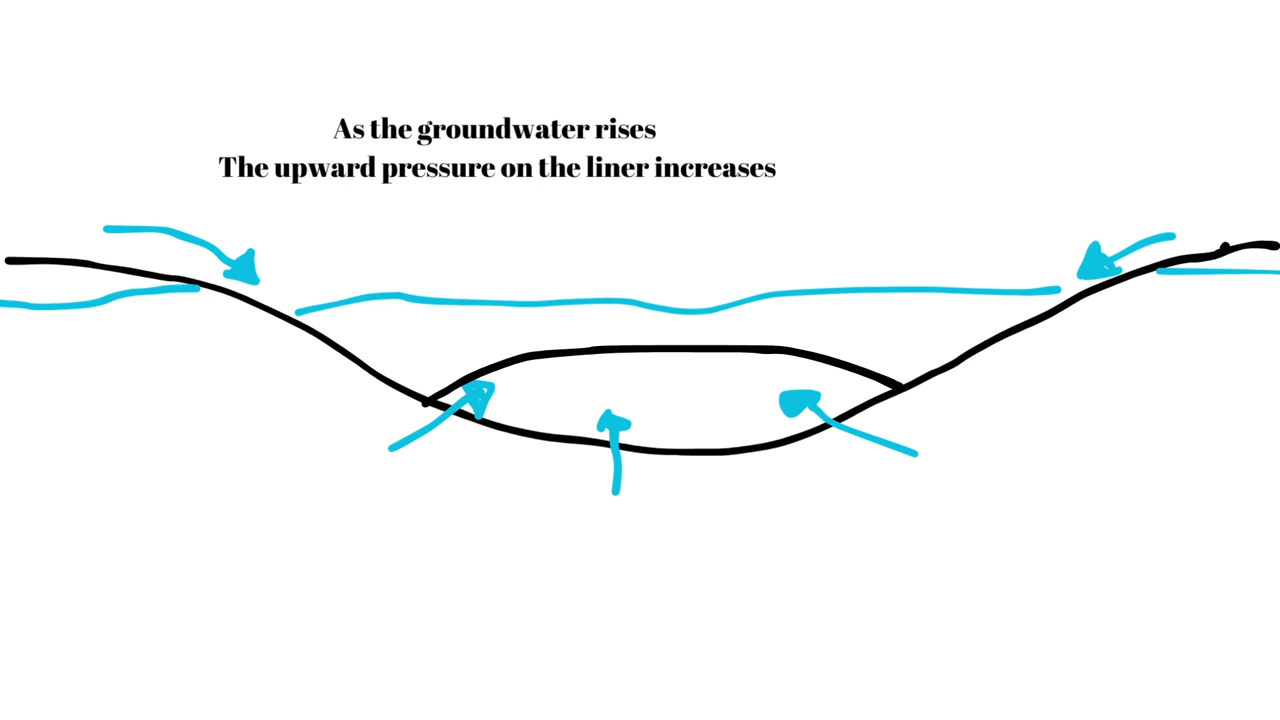 As the groundwater rises
The upward pressure on the liner increases